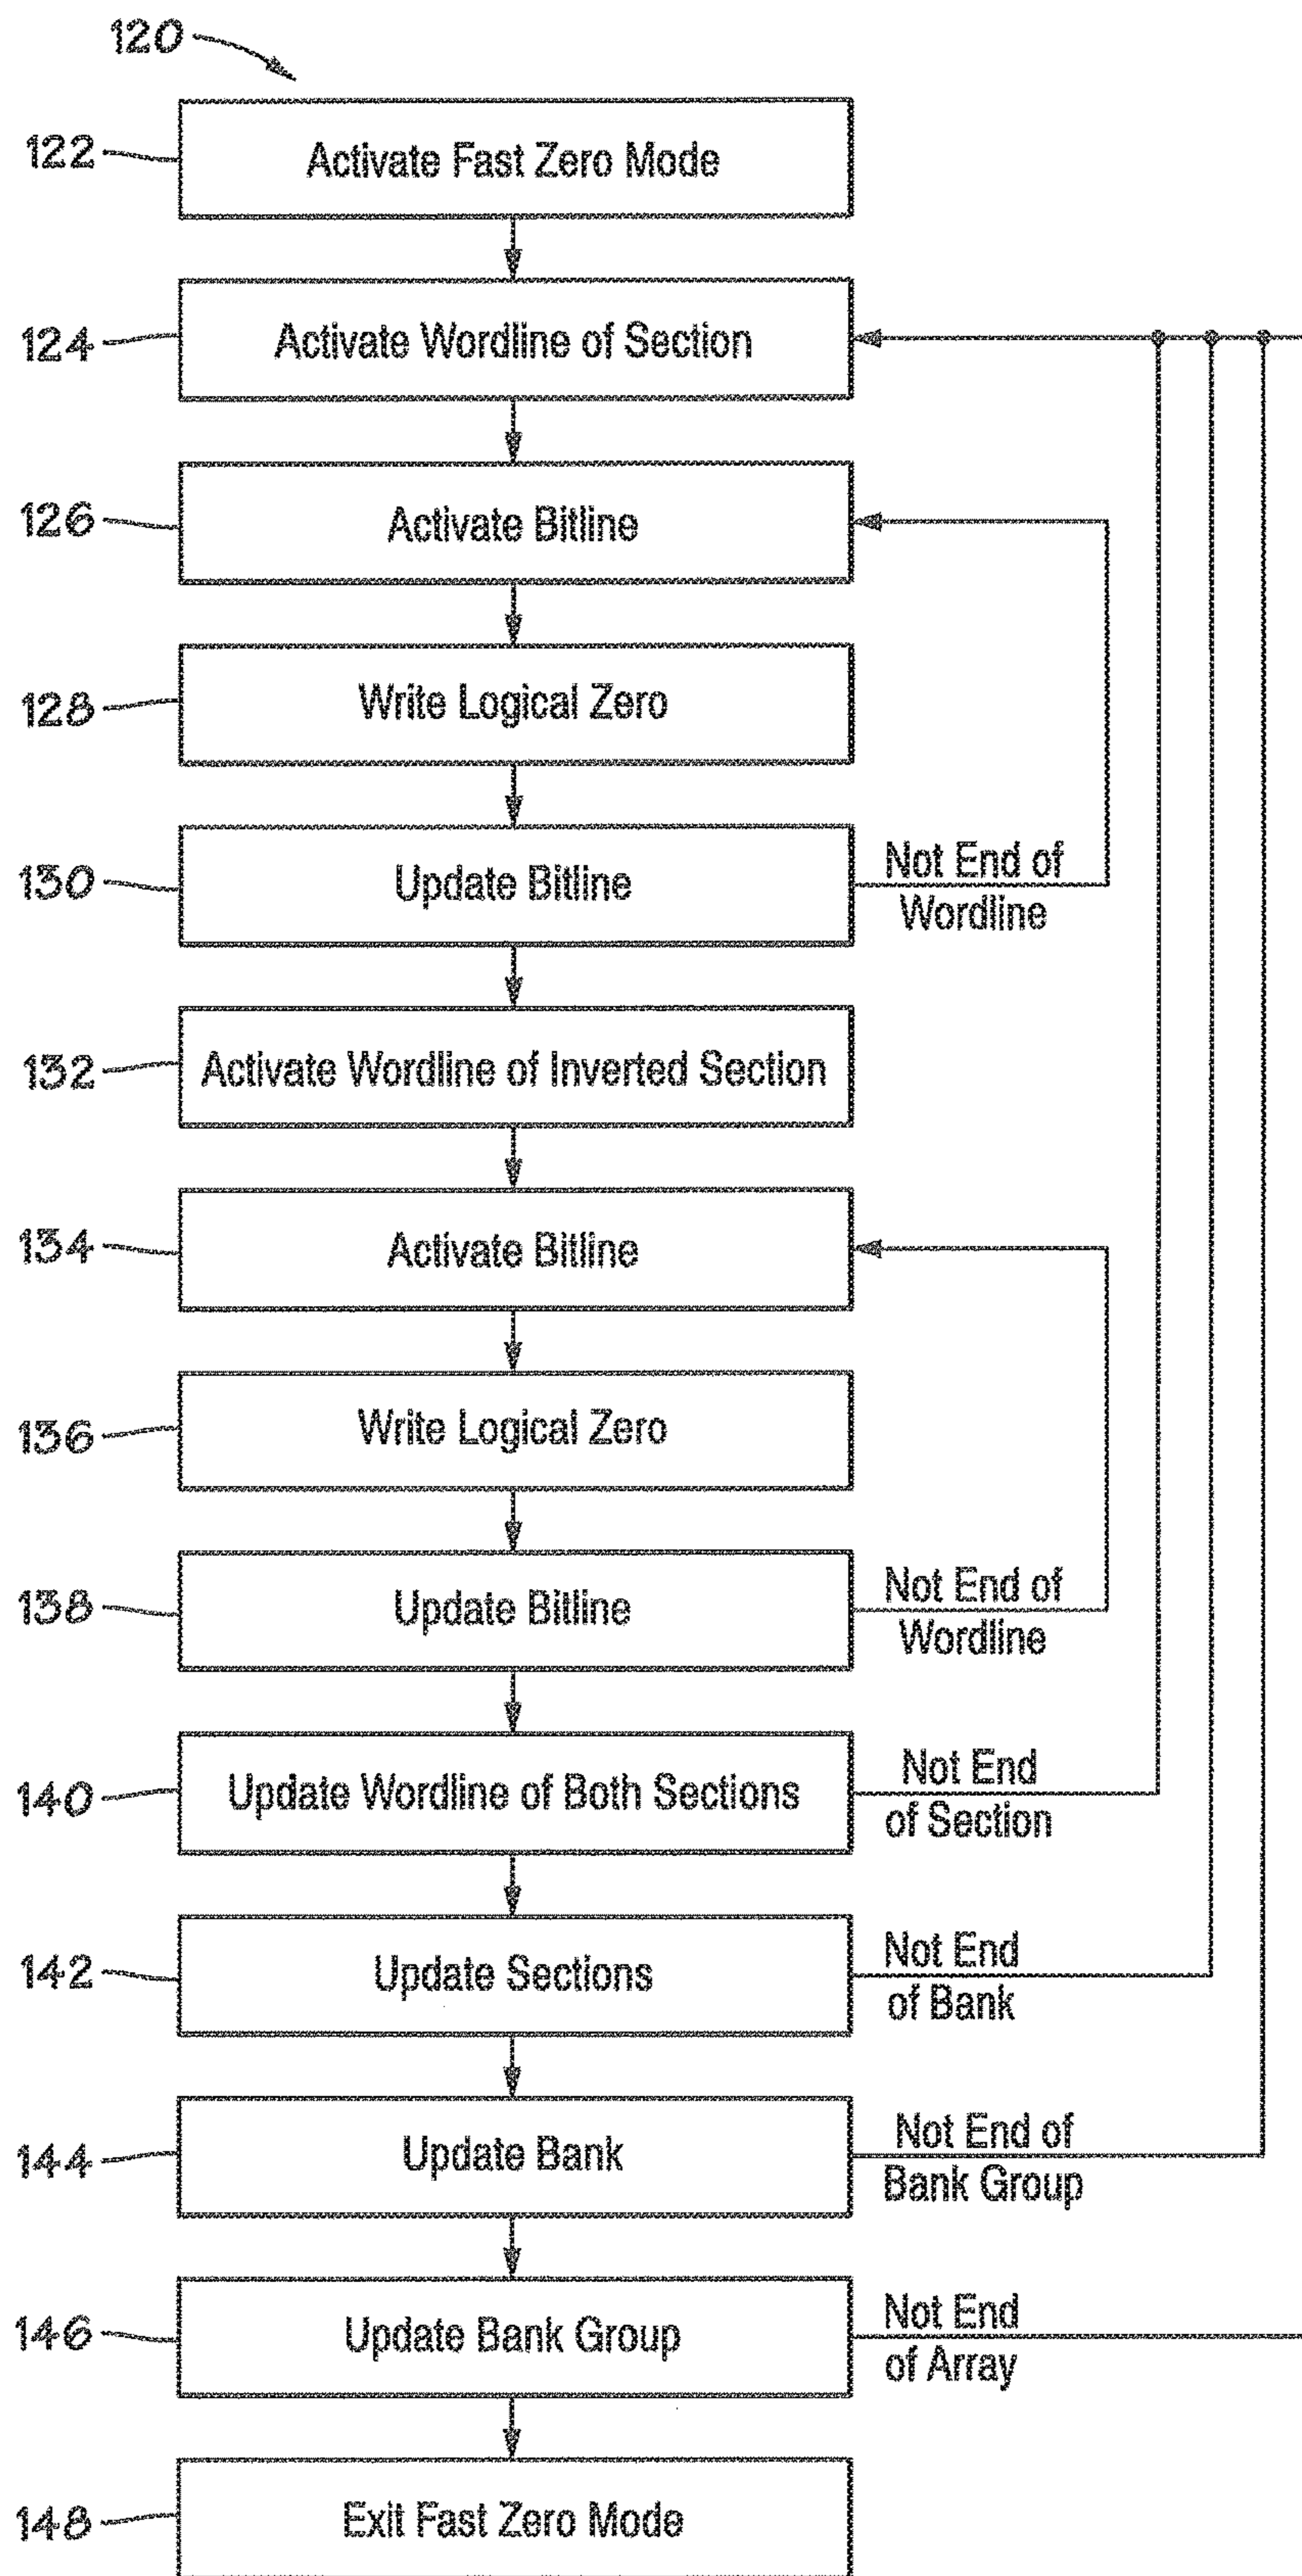 120
122
Activate Fast Zero Mode
124
Activate Wordline of Section
126
Activate Bitline
128
Write Logical Zero
130
Update Bitline
Not End of
Wordline
132
Activate Wordline of Inverted Section
134
Activate Bitline
136
Write Logical Zero
138
Update Bitline
Not End of
Wordline
140
Update Wordline of Both Sections
Not End
of Section
142
Update Sections
Not End
of Bank
144
Update Bank
Not End of
Bank Group
146
Update Bank Group
Not End
of Array
148
Exit Fast Zero Mode